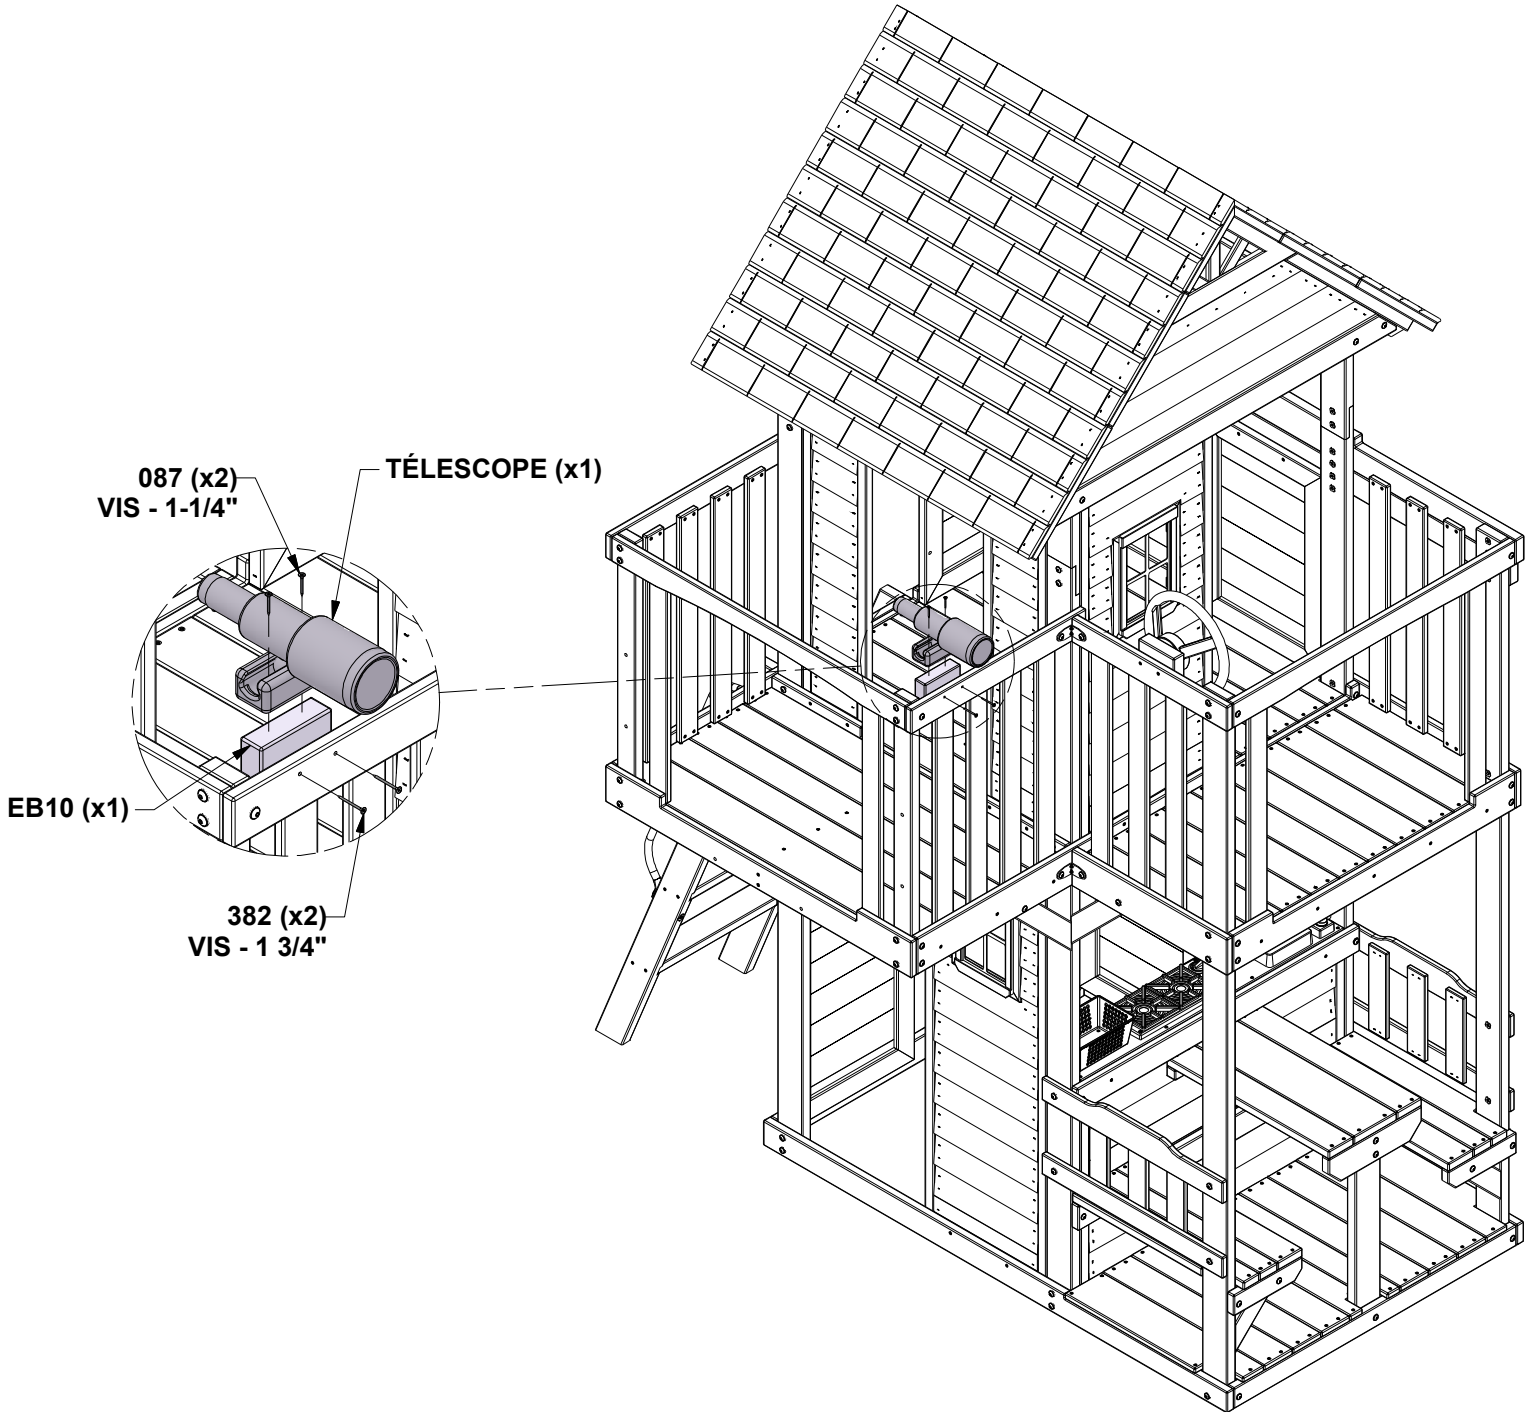 087 (x2)
VIS - 1-1/4"
TÉLESCOPE (x1)
EB10 (x1)
382 (x2)
VIS - 1 3/4"